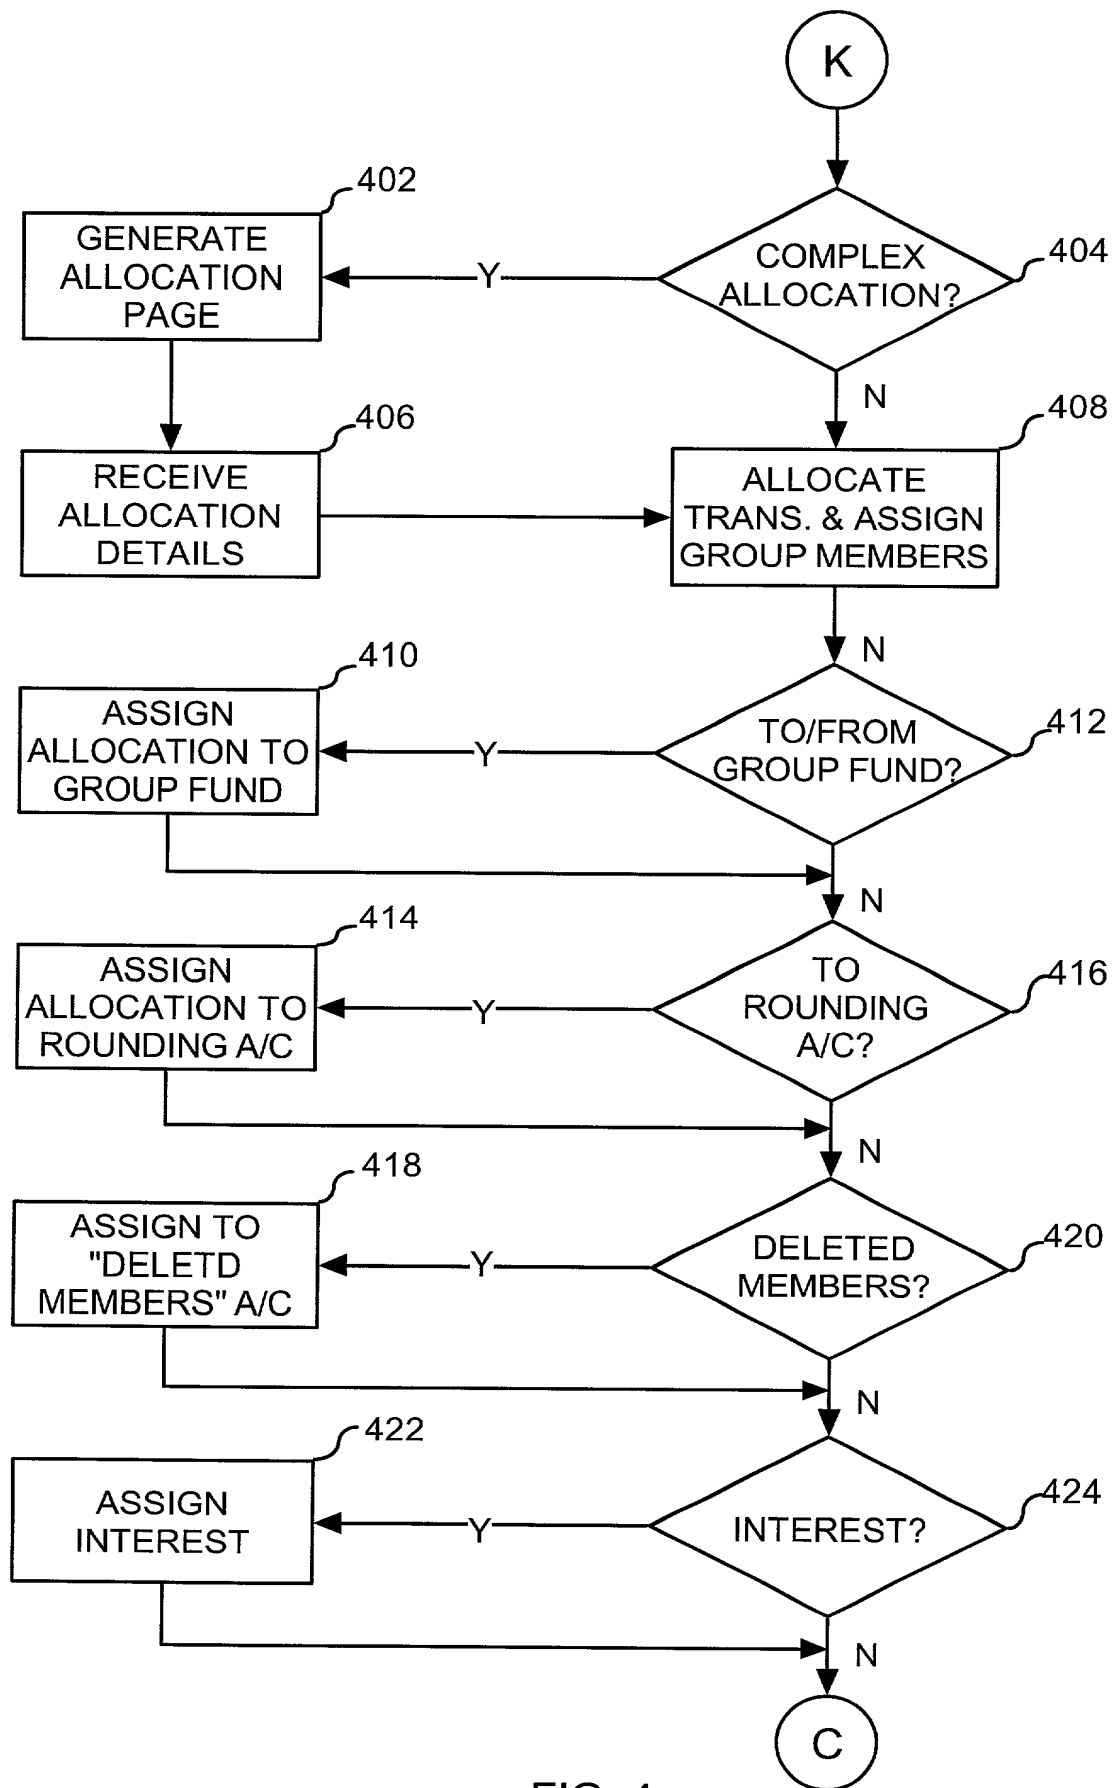 K
402
GENERATE
ALLOCATION
PAGE
Y
COMPLEX
ALLOCATION?
404
N
406
RECEIVE
ALLOCATION
DETAILS
408
ALLOCATE
TRANS. & ASSIGN
GROUP MEMBERS
N
410
ASSIGN
ALLOCATION TO
GROUP FUND
Y
TO/FROM
GROUP FUND?
412
N
414
ASSIGN
ALLOCATION TO
ROUNDING A/C
Y
TO
ROUNDING
A/C?
416
N
418
ASSIGN TO
"DELETD
MEMBERS" A/C
Y
DELETED
MEMBERS?
420
N
422
ASSIGN
INTEREST
Y
INTEREST?
424
N
C